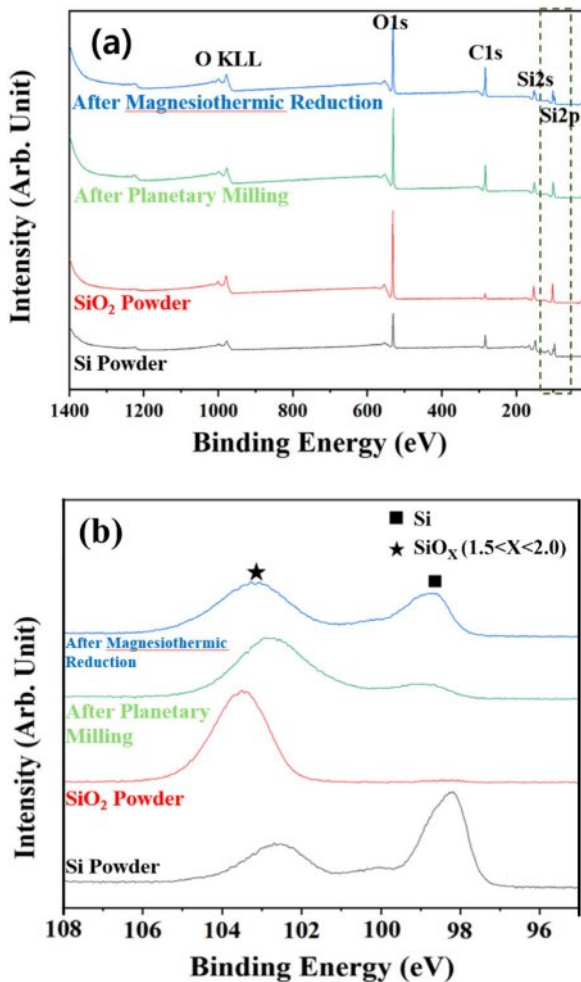 (a)
O1s
O KLL
C1s
Si2s
Si2p
After Magnesiothermic Reduction
After Planetary Milling
SiO₂ Powder
Si Powder
Intensity (Arb. Unit)
1400 1200 1000 800 600 400 200
Binding Energy (eV)
(b)
■ Si
★ SiOₓ (1.5<X<2.0)
After Magnesiothermic
Reduction
After Planetary
Milling
SiO₂ Powder
Si Powder
Intensity (Arb. Unit)
108 106 104 102 100 98 96
Binding Energy (eV)